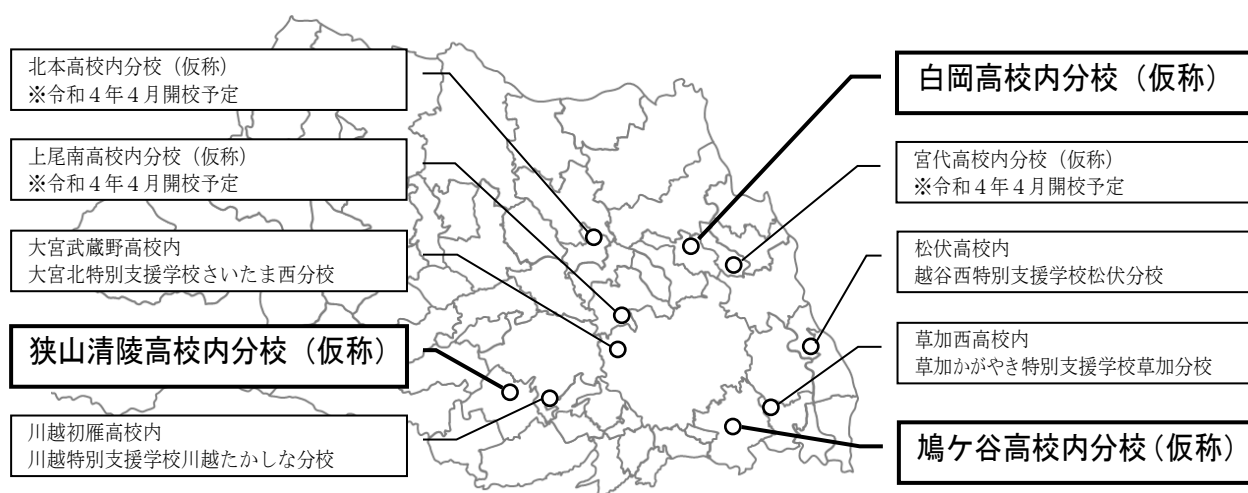 北本高校内分校（仮称）
※令和４年４月開校予定
上尾南高校内分校（仮称）
※令和４年４月開校予定
大宮武蔵野高校内
大宮北特別支援学校さいたま西分校
狭山清陵高校内分校（仮称）
川越初雁高校内
川越特別支援学校川越たかしな分校
白岡高校内分校（仮称）
宮代高校内分校（仮称）
※令和４年４月開校予定
松伏高校内
越谷西特別支援学校松伏分校
草加西高校内
草加かがやき特別支援学校草加分校
鳩ケ谷高校内分校（仮称）